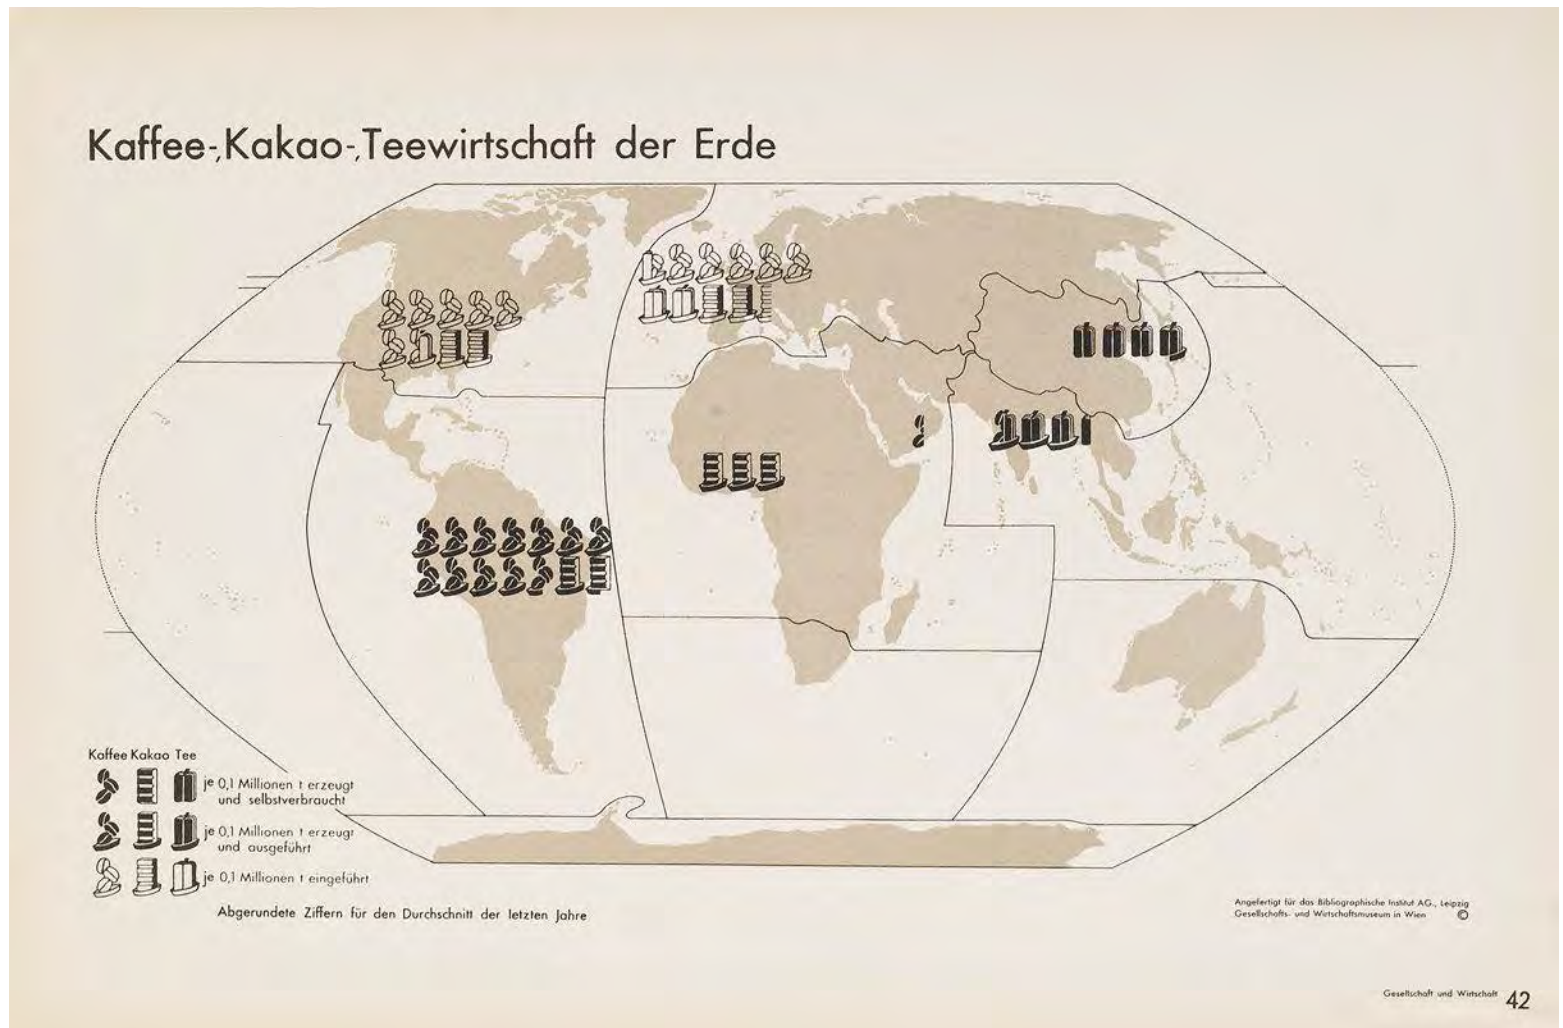 Kaffee-, Kakao-, Teewirtschaft der Erde
Kaffee Kakao Tee
je 0,1 Millionen t erzeugt
und selbstverbraucht
je 0,1 Millionen t erzeugt
und ausgeführt
je 0,1 Millionen t eingeführt
Abgerundete Ziffern für den Durchschnitt der letzten Jahre
Angefertigt für das Bibliographische Institut AG., Leipzig
Gesellschafts- und Wirtschaftsmuseum in Wien ©
Gesellschaft und Wirtschaft 42